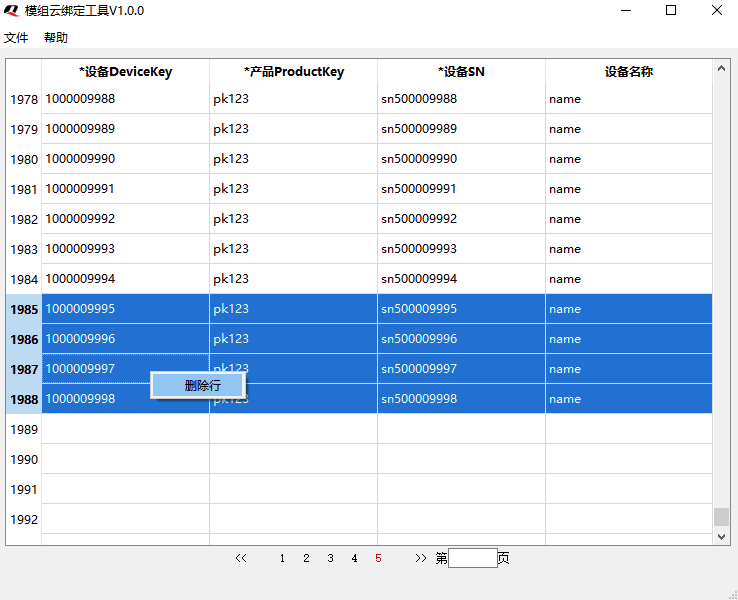 模组云绑定工具V1.0.0
文件 帮助
*设备DeviceKey *产品ProductKey *设备SN 设备名称
1978 1000009988 pk123 sn500009988 name
1979 1000009989 pk123 sn500009989 name
1980 1000009990 pk123 sn500009990 name
1981 1000009991 pk123 sn500009991 name
1982 1000009992 pk123 sn500009992 name
1983 1000009993 pk123 sn500009993 name
1984 1000009994 pk123 sn500009994 name
1985 1000009995 pk123 sn500009995 name
1986 1000009996 pk123 sn500009996 name
1987 1000009997 pk123 sn500009997 name
删除行
1988 1000009998 pk123 sn500009998 name
1989
1990
1991
1992
<< 1 2 3 4 5 >> 第 页